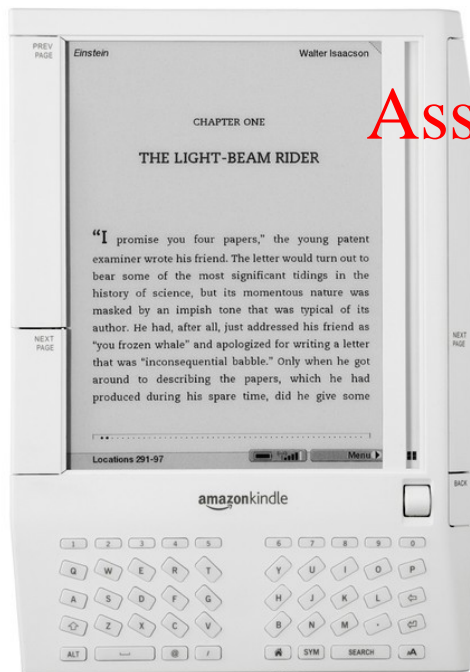 PREV
PAGE
Einstein
Walter Isaacson
Ass
CHAPTER ONE
THE LIGHT-BEAM RIDER
“I promise you four papers,” the young patent
examiner wrote his friend. The letter would turn out to
bear some of the most significant tidings in the
history of science, but its momentous nature was
masked by an impish tone that was typical of its
author. He had, after all, just addressed his friend as
“you frozen whale” and apologized for writing a letter
that was “inconsequential babble.” Only when he got
around to describing the papers, which he had
produced during his spare time, did he give some
NEXT
PAGE
NEXT
PAGE
Locations 291-97
Menu
BACK
amazonkindle
1 2 3 4 5 6 7 8 9 0
Q W E R T Y U I O P
A S D F G H J K L
Z X C V B N M .
ALT @ / SYM SEARCH AA